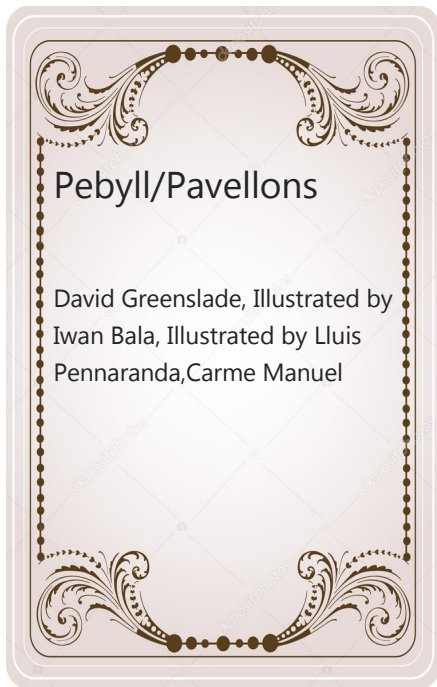 Pebyll/Pavellons
David Greenslade, Illustrated by
Iwan Bala, Illustrated by Lluis
Pennaranda,Carme Manuel